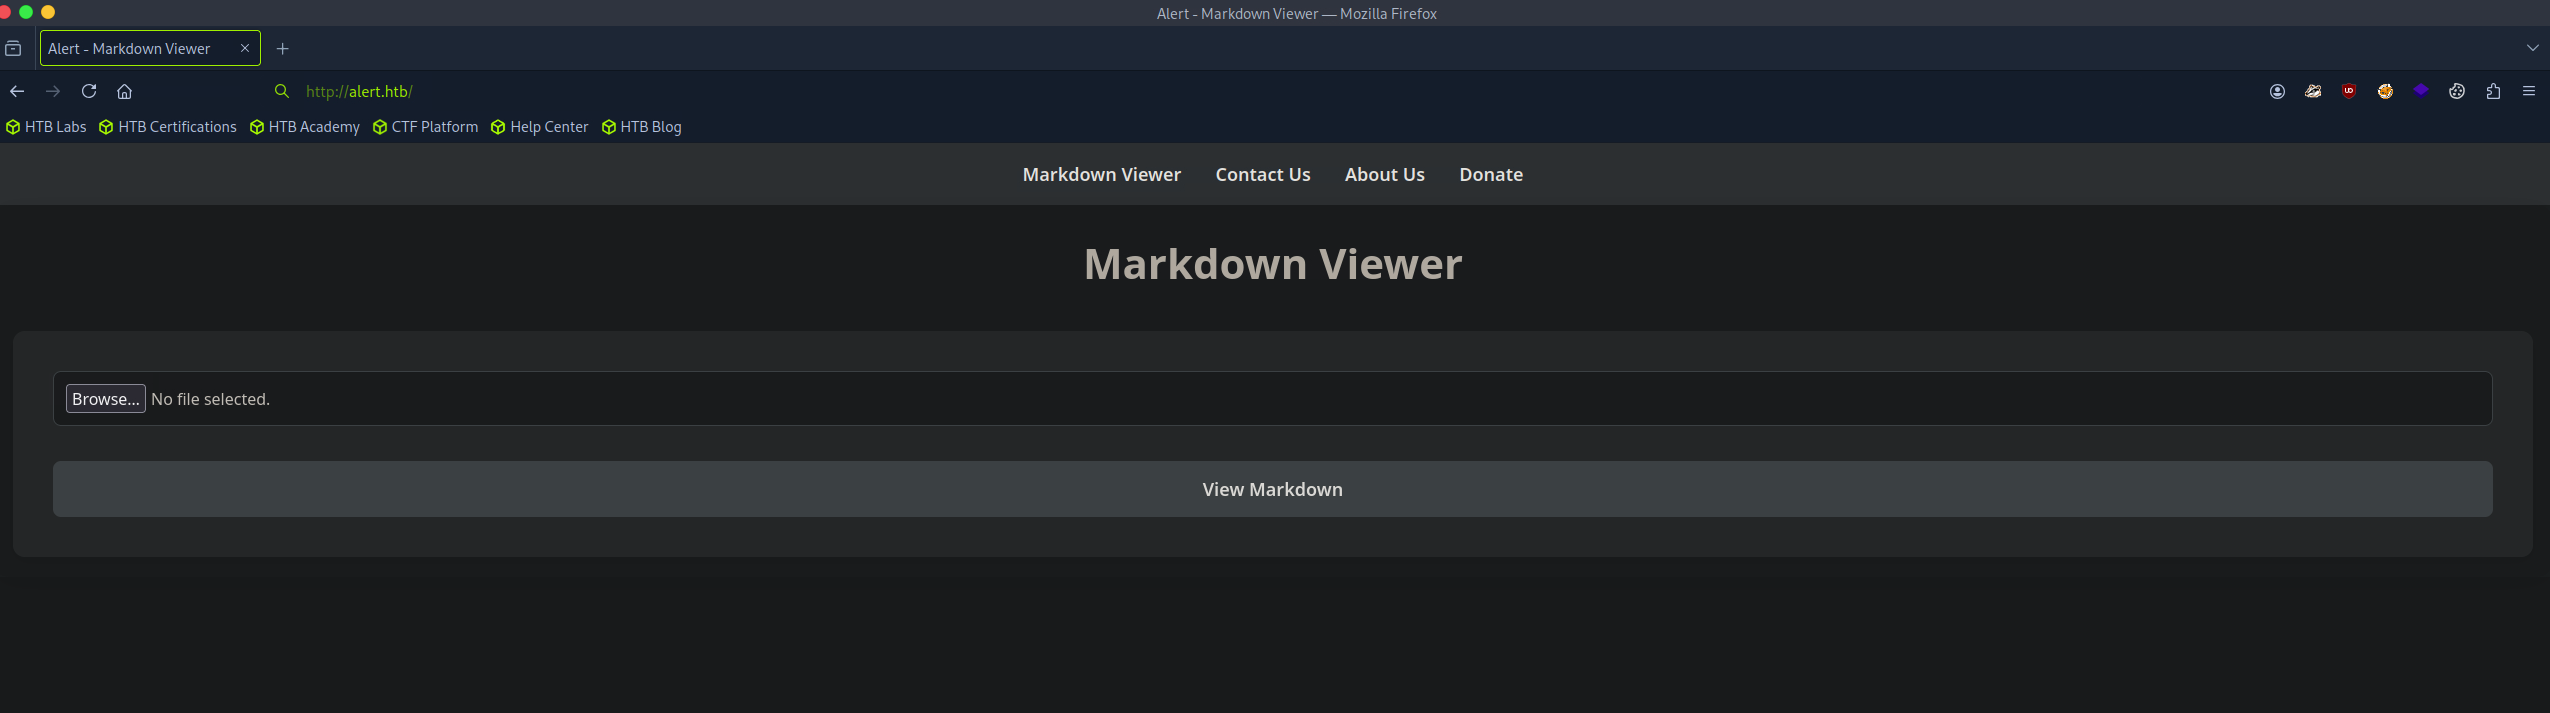 Alert - Markdown Viewer — Mozilla Firefox
Alert - Markdown Viewer
http://alert.htb/
HTB Labs HTB Certifications HTB Academy CTF Platform Help Center HTB Blog
Markdown Viewer Contact Us About Us Donate
Markdown Viewer
Browse... No file selected.
View Markdown